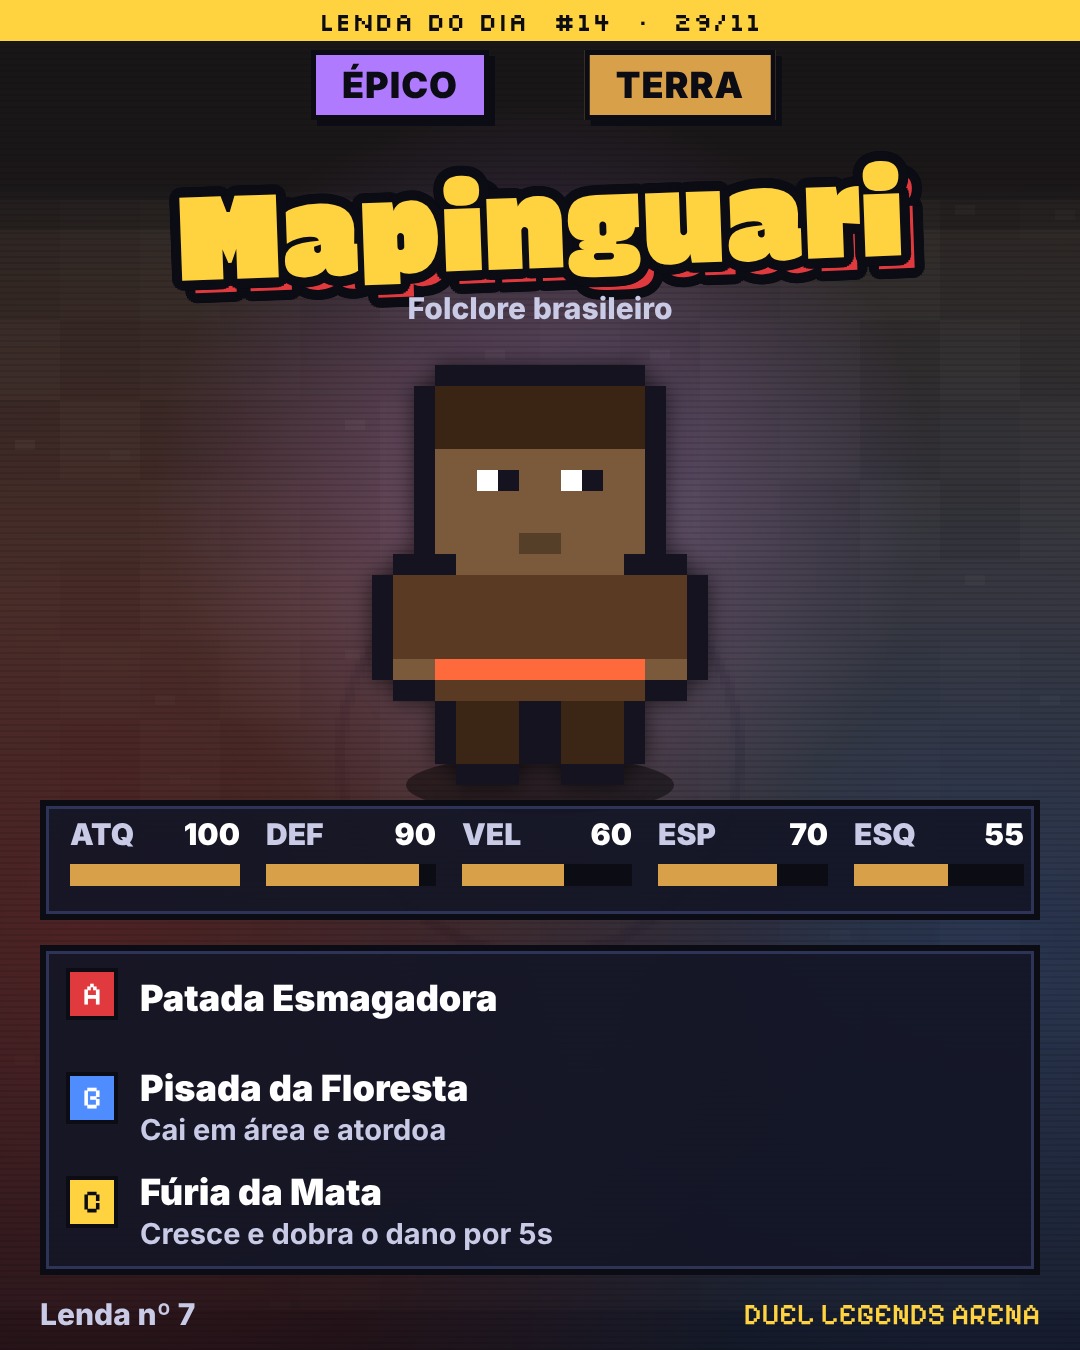 LENDA DO DIA #14 · 29/11
ÉPICO TERRA
Mapinguari
Folclore brasileiro
ATQ 100 DEF 90 VEL 60 ESP 70 ESQ 55
A Patada Esmagadora
B Pisada da Floresta
Cai em área e atordoa
C Fúria da Mata
Cresce e dobra o dano por 5s
Lenda nº 7 DUEL LEGENDS ARENA